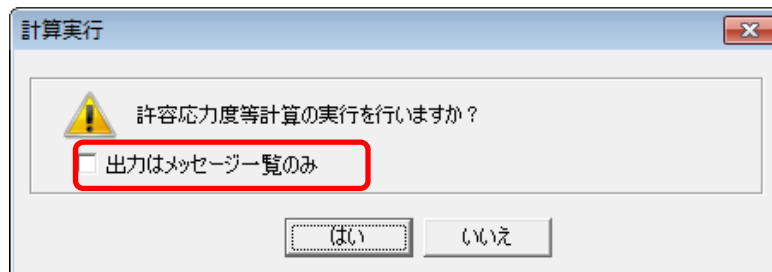 計算実行
許容応力度等計算の実行を行いますか？
出力はメッセージ一覧のみ
はい
いいえ